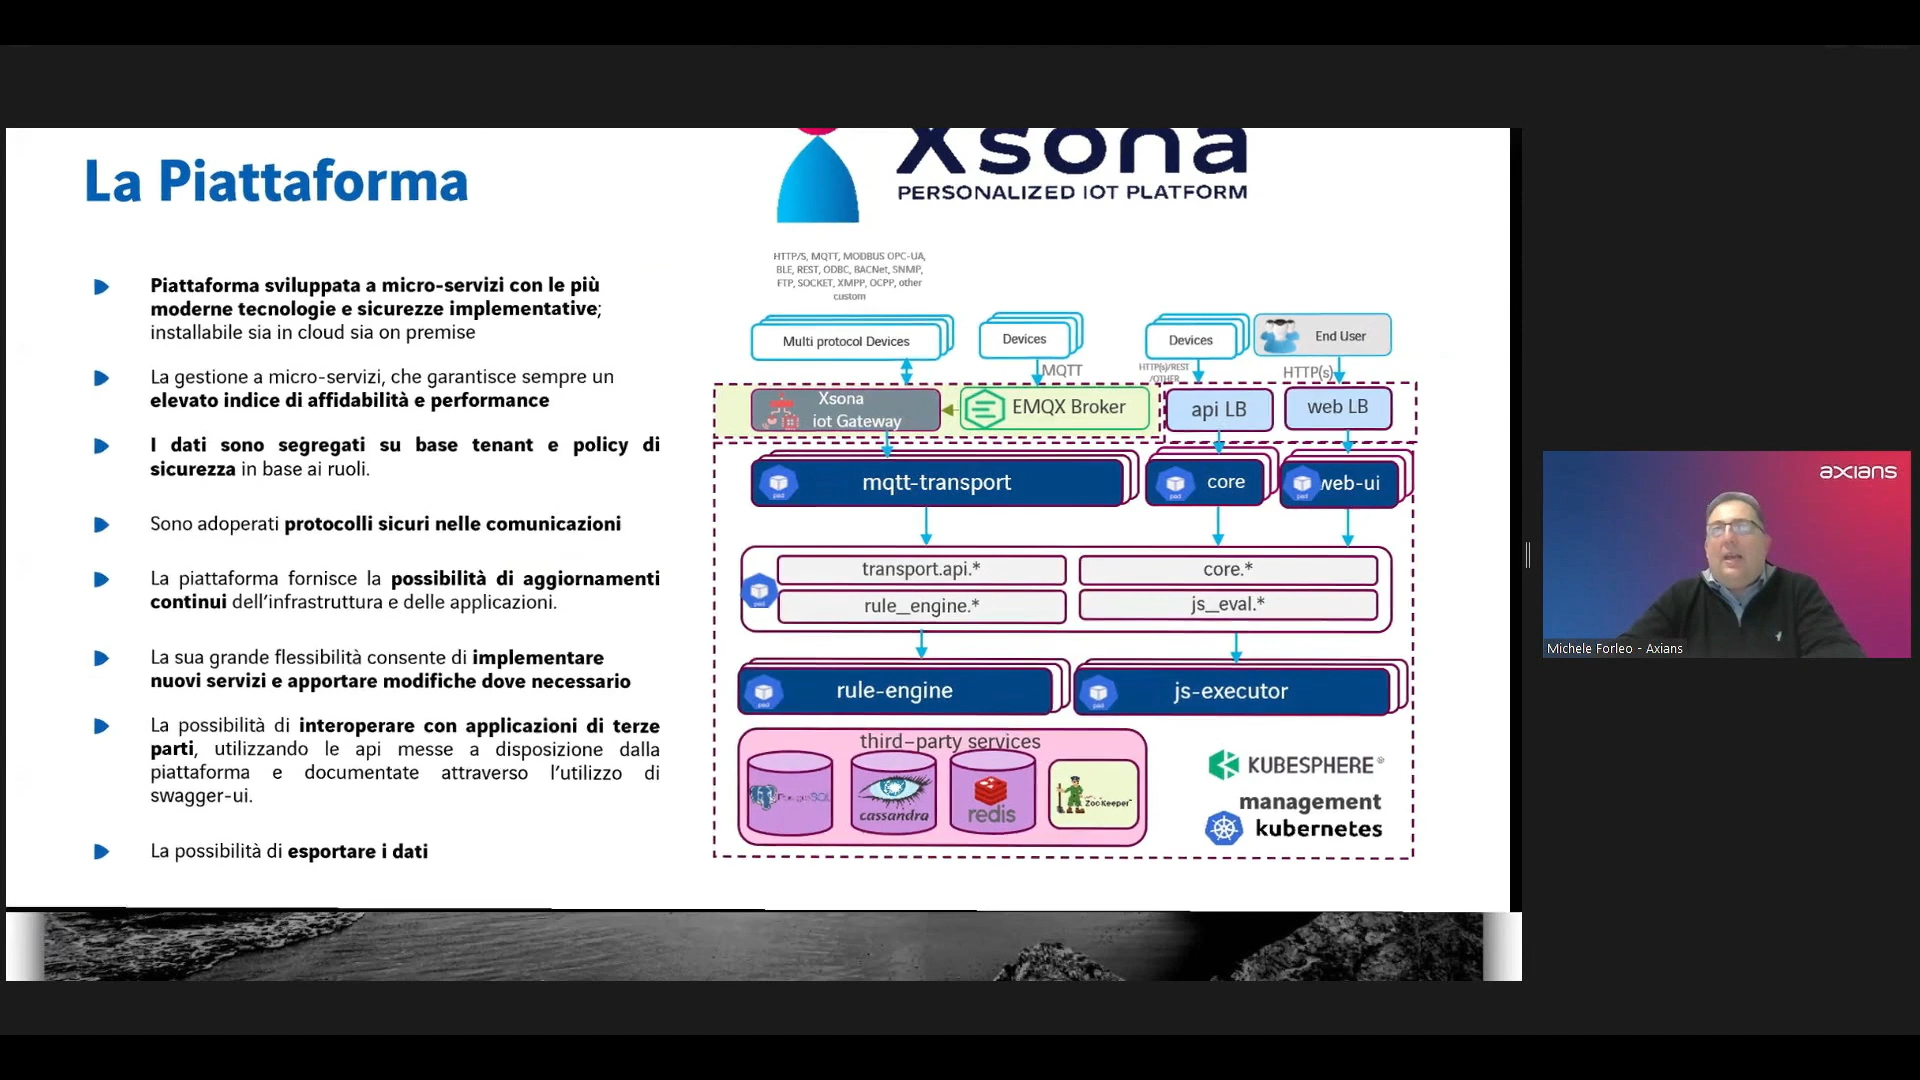 La Piattaforma
Xsona
PERSONALIZED IOT PLATFORM
Piattaforma sviluppata a micro-servizi con le più
moderne tecnologie e sicurezze implementative;
installabile sia in cloud sia on premise
La gestione a micro-servizi, che garantisce sempre un
elevato indice di affidabilità e performance
I dati sono segregati su base tenant e policy di
sicurezza in base ai ruoli.
Sono adoperati protocolli sicuri nelle comunicazioni
La piattaforma fornisce la possibilità di aggiornamenti
continui dell'infrastruttura e delle applicazioni.
La sua grande flessibilità consente di implementare
nuovi servizi e apportare modifiche dove necessario
La possibilità di interoperare con applicazioni di terze
parti, utilizzando le api messe a disposizione dalla
piattaforma e documentate attraverso l'utilizzo di
swagger-ui.
La possibilità di esportare i dati
HTTP/S, MQTT, MODBUS OPC-UA,
BLE, REST, ODBC, BACNet, SNMP,
FTP, SOCKET, XMPP, OCPP, other
custom
Multi protocol Devices
Devices
Devices
End User
MQTT
HTTP(s)/REST
/OTHER
HTTP(s)
Xsona
iot Gateway
EMQX Broker
api LB
web LB
pod
mqtt-transport
pod
core
pod
web-ui
transport.api.*
core.*
pod
rule_engine.*
js_eval.*
pod
rule-engine
pod
js-executor
third-party services
PostgreSQL
cassandra
redis
ZooKeeper
KUBESPHERE
management
kubernetes
axians
Michele Forleo - Axians